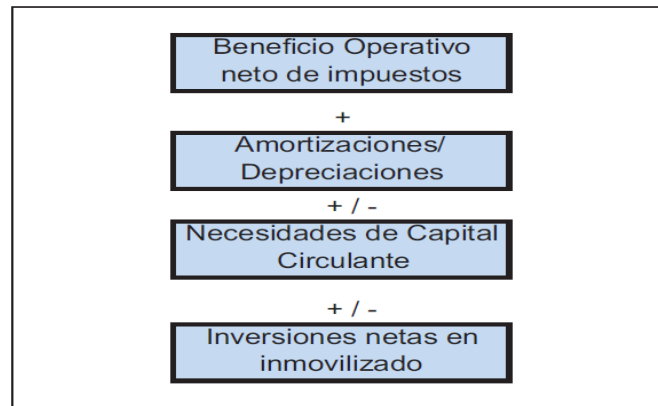 Beneficio Operativo
neto de impuestos
+
Amortizaciones/
Depreciaciones
+ / -
Necesidades de Capital
Circulante
+ / -
Inversiones netas en
inmovilizado